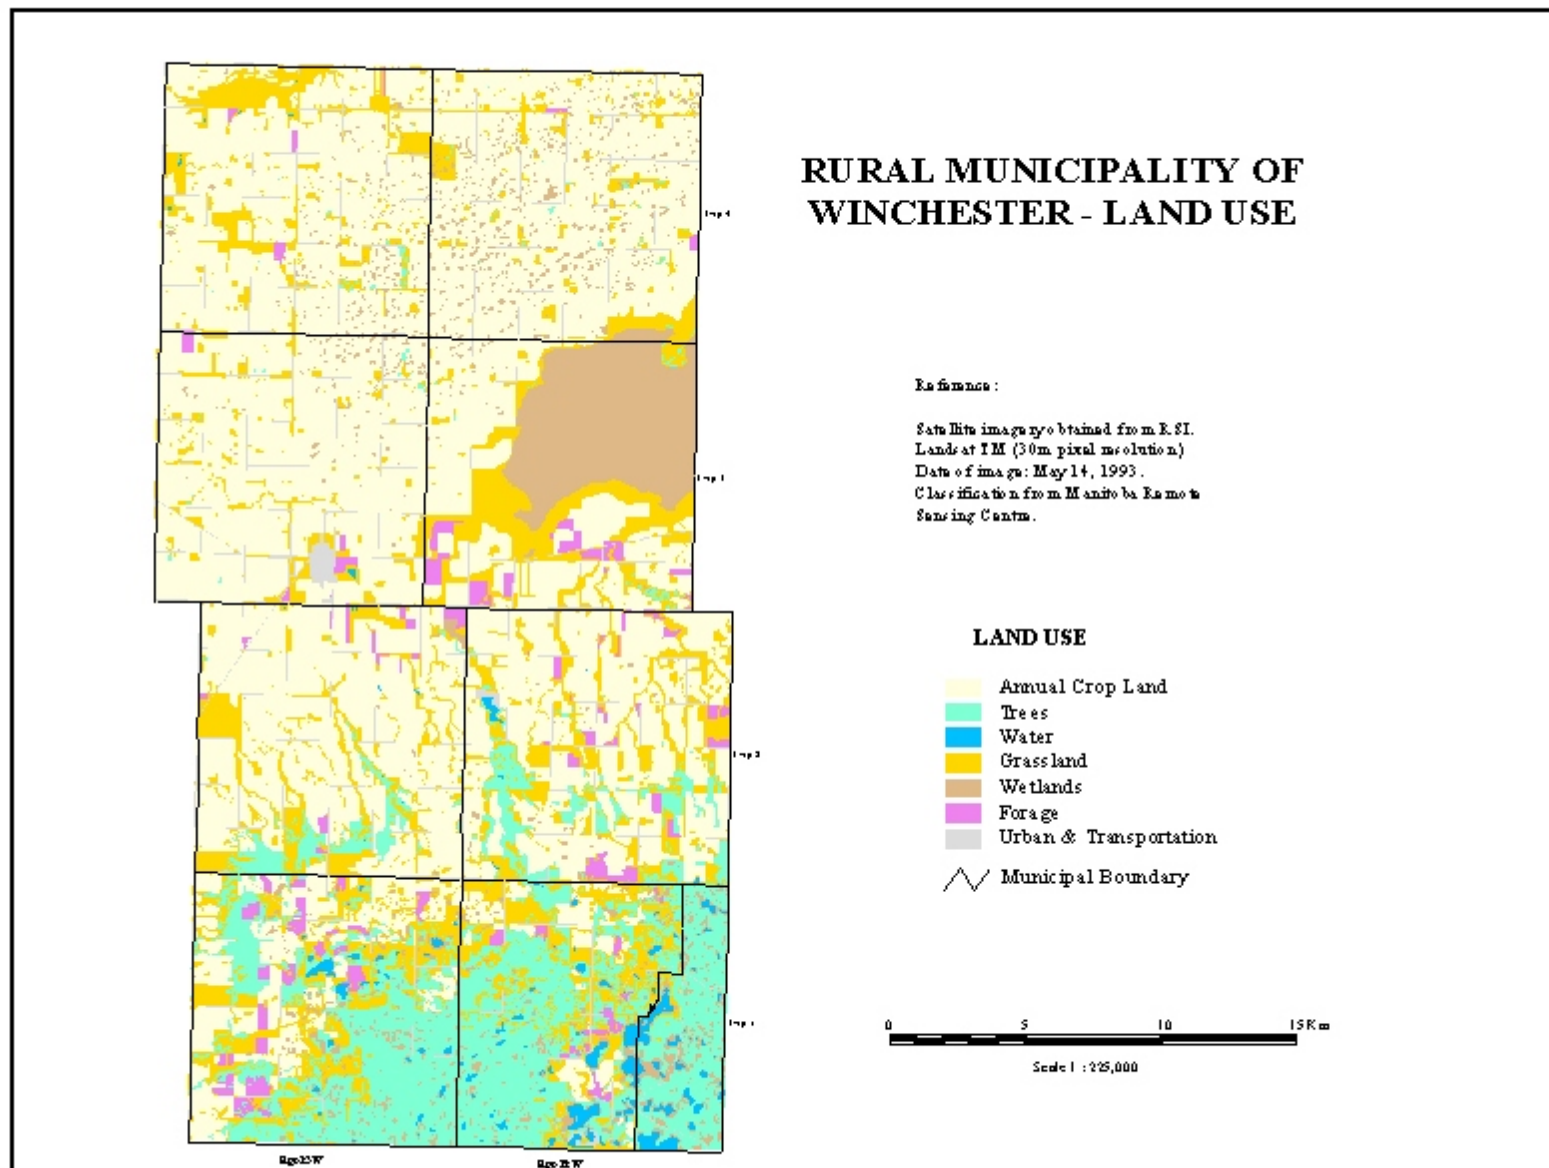 RURAL MUNICIPALITY OF
WINCHESTER - LAND USE
Reference:
Satellite imagery obtained from RSI.
Landsat TM (30m pixel resolution)
Date of image: May 14, 1993.
Classification from Manitoba Remote
Sensing Centre.
LAND USE
Annual Crop Land
Trees
Water
Grassland
Wetlands
Forage
Urban & Transportation
Municipal Boundary
0 5 10 15 Km
Scale 1 : 225,000